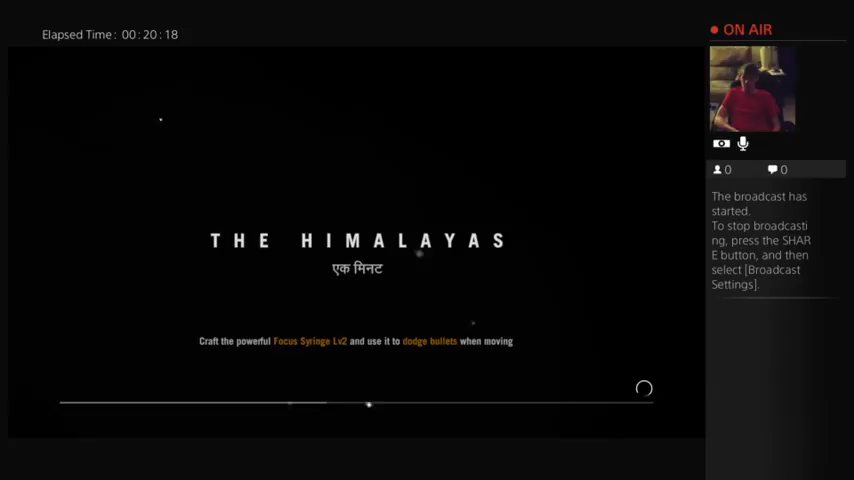 Elapsed Time: 00:20:18
ON AIR
THE HIMALAYAS
एक मिनट
Craft the powerful Focus Syringe Lv2 and use it to dodge bullets when moving
0 0
The broadcast has
started.
To stop broadcasti
ng, press the SHAR
E button, and then
select [Broadcast
Settings].